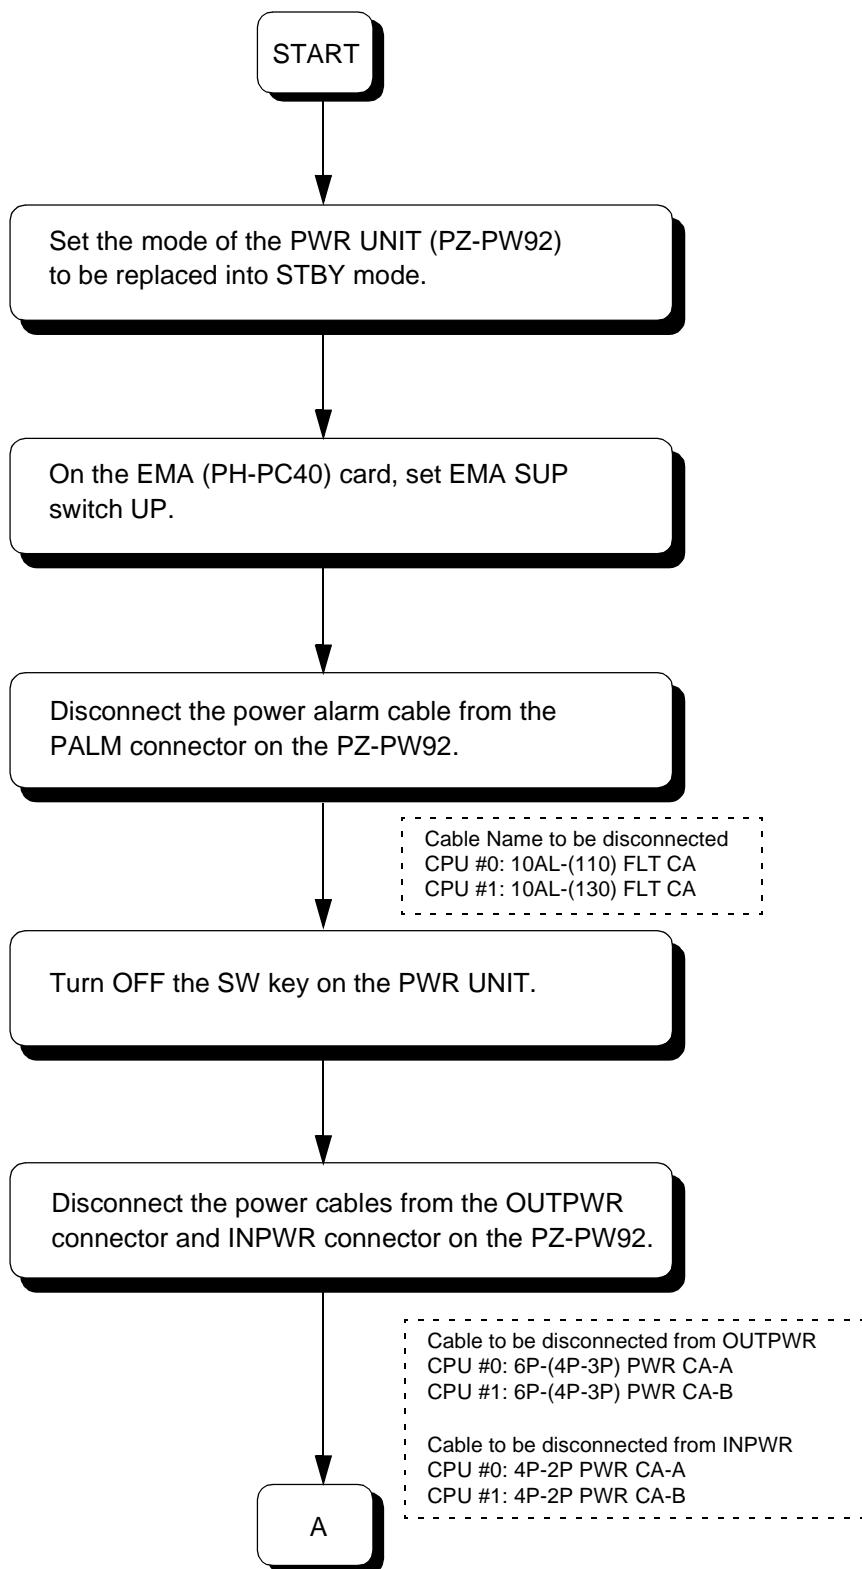 START
Set the mode of the PWR UNIT (PZ-PW92)
to be replaced into STBY mode.
On the EMA (PH-PC40) card, set EMA SUP
switch UP.
Disconnect the power alarm cable from the
PALM connector on the PZ-PW92.
Cable Name to be disconnected
CPU #0: 10AL-(110) FLT CA
CPU #1: 10AL-(130) FLT CA
Turn OFF the SW key on the PWR UNIT.
Disconnect the power cables from the OUTPWR
connector and INPWR connector on the PZ-PW92.
Cable to be disconnected from OUTPWR
CPU #0: 6P-(4P-3P) PWR CA-A
CPU #1: 6P-(4P-3P) PWR CA-B
Cable to be disconnected from INPWR
CPU #0: 4P-2P PWR CA-A
CPU #1: 4P-2P PWR CA-B
A